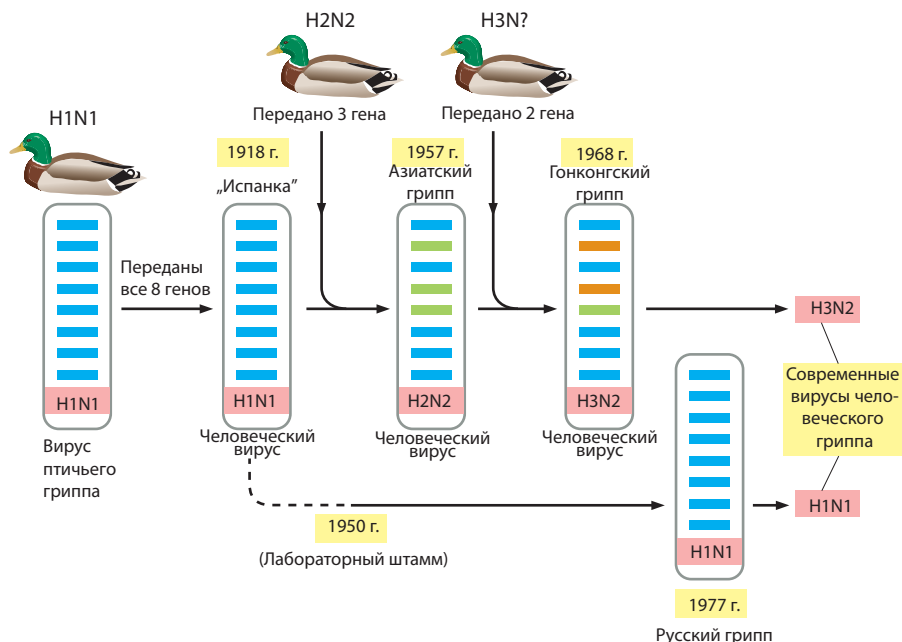 H2N2
H3N?
Передано 3 гена
Передано 2 гена
H1N1
1918 г.
„Испанка”
1957 г.
Азиатский
грипп
1968 г.
Гонконгский
грипп
Переданы
все 8 генов
H1N1
Вирус
птичьего
гриппа
H1N1
Человеческий
вирус
H2N2
Человеческий
вирус
H3N2
Человеческий
вирус
H3N2
Современные
вирусы чело-
веческого
гриппа
H1N1
1950 г.
(Лабораторный штамм)
H1N1
1977 г.
Русский грипп